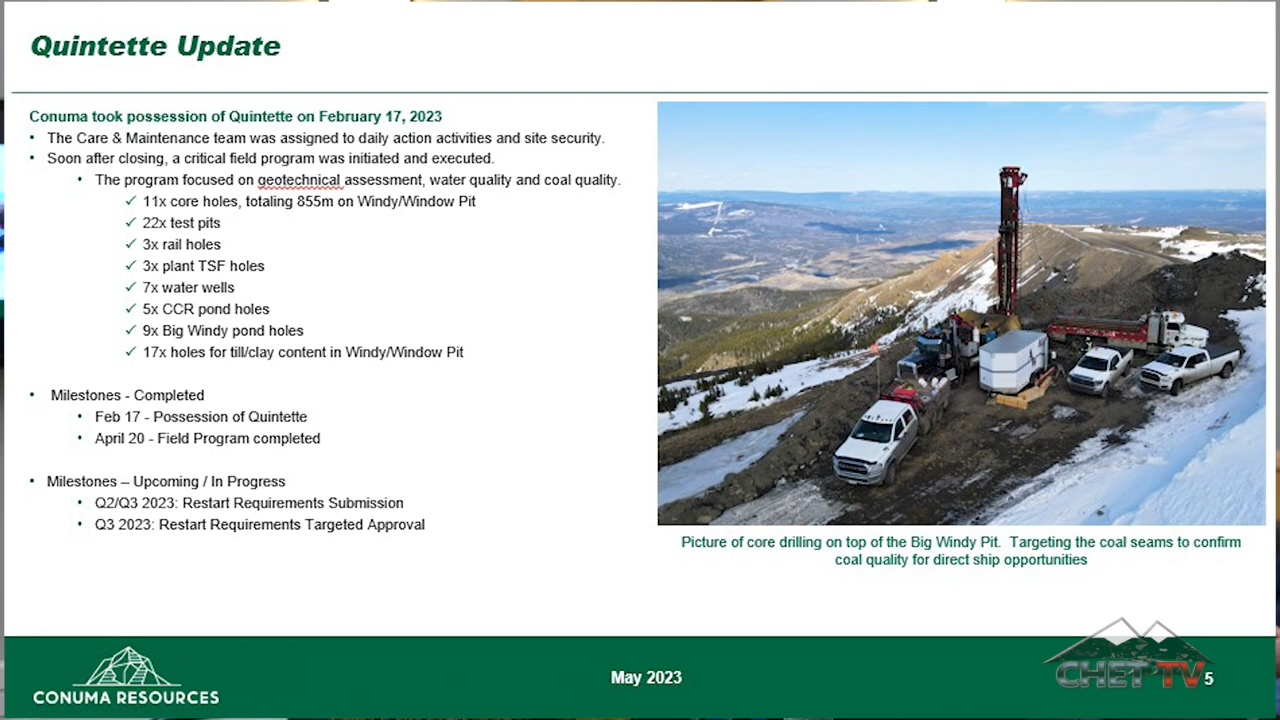 Quintette Update
Conuma took possession of Quintette on February 17, 2023
• The Care & Maintenance team was assigned to daily action activities and site security.
• Soon after closing, a critical field program was initiated and executed.
• The program focused on geotechnical assessment, water quality and coal quality.
✓ 11x core holes, totaling 855m on Windy/Window Pit
✓ 22x test pits
✓ 3x rail holes
✓ 3x plant TSF holes
✓ 7x water wells
✓ 5x CCR pond holes
✓ 9x Big Windy pond holes
✓ 17x holes for till/clay content in Windy/Window Pit
• Milestones - Completed
• Feb 17 - Possession of Quintette
• April 20 - Field Program completed
• Milestones – Upcoming / In Progress
• Q2/Q3 2023: Restart Requirements Submission
• Q3 2023: Restart Requirements Targeted Approval
Picture of core drilling on top of the Big Windy Pit. Targeting the coal seams to confirm
coal quality for direct ship opportunities
CONUMA RESOURCES
May 2023
CHET TV
5